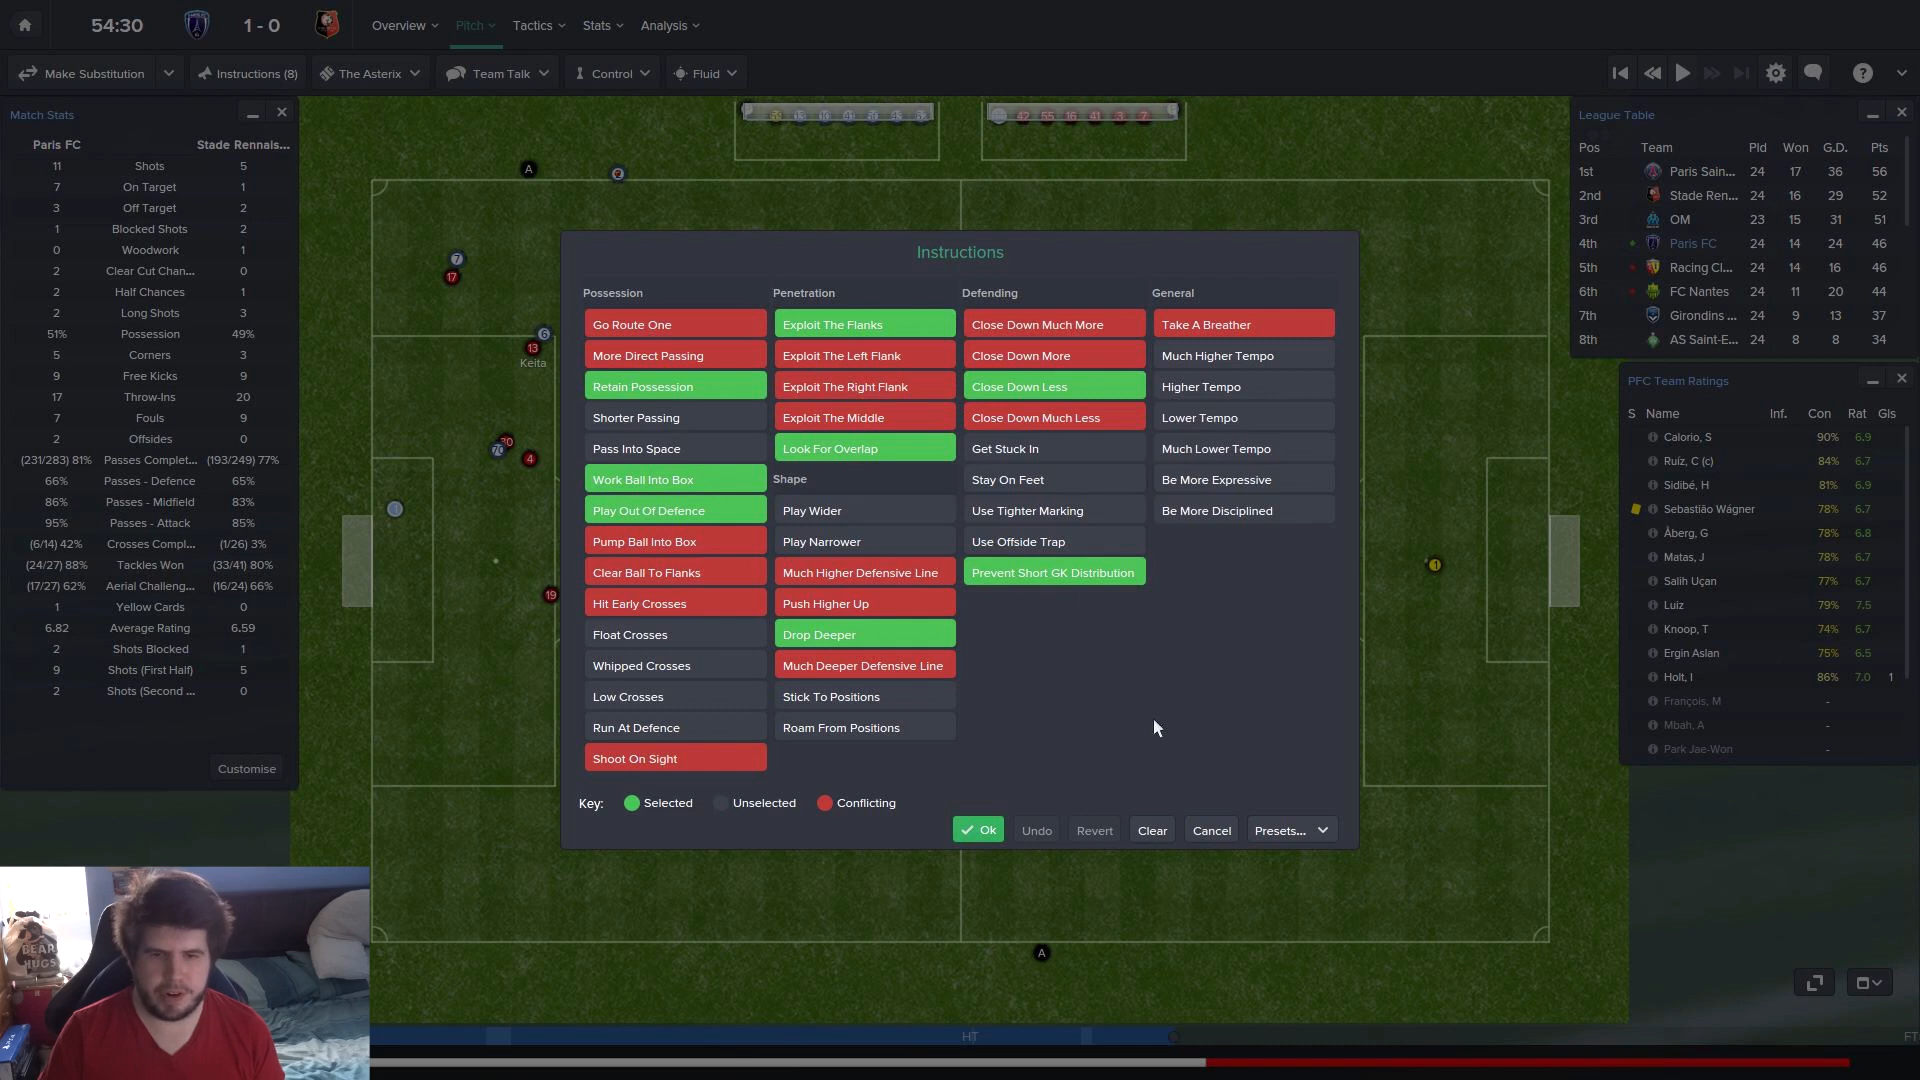 54:30 1 - 0 Overview Pitch Tactics Stats Analysis
Make Substitution Instructions (8) The Asterix Team Talk Control Fluid ?
Match Stats
Paris FC Stade Rennais...
11 Shots 5
7 On Target 1
3 Off Target 2
1 Blocked Shots 2
0 Woodwork 1
2 Clear Cut Chan... 0
2 Half Chances 1
2 Long Shots 3
51% Possession 49%
5 Corners 3
9 Free Kicks 9
17 Throw-Ins 20
7 Fouls 9
2 Offsides 0
(231/283) 81% Passes Complet... (193/249) 77%
66% Passes - Defence 65%
86% Passes - Midfield 83%
95% Passes - Attack 85%
(6/14) 42% Crosses Compl... (1/26) 3%
(24/27) 88% Tackles Won (33/41) 80%
(17/27) 62% Aerial Challeng... (16/24) 66%
1 Yellow Cards 0
6.82 Average Rating 6.59
2 Shots Blocked 1
9 Shots (First Half) 5
2 Shots (Second ... 0
Customise
42 55 16 41 3 7
A
7
17
6
13
Keita
70
4
19
1
A
Instructions
Possession
Go Route One
More Direct Passing
Retain Possession
Shorter Passing
Pass Into Space
Work Ball Into Box
Play Out Of Defence
Pump Ball Into Box
Clear Ball To Flanks
Hit Early Crosses
Float Crosses
Whipped Crosses
Low Crosses
Run At Defence
Shoot On Sight
Penetration
Exploit The Flanks
Exploit The Left Flank
Exploit The Right Flank
Exploit The Middle
Look For Overlap
Shape
Play Wider
Play Narrower
Much Higher Defensive Line
Push Higher Up
Drop Deeper
Much Deeper Defensive Line
Stick To Positions
Roam From Positions
Defending
Close Down Much More
Close Down More
Close Down Less
Close Down Much Less
Get Stuck In
Stay On Feet
Use Tighter Marking
Use Offside Trap
Prevent Short GK Distribution
General
Take A Breather
Much Higher Tempo
Higher Tempo
Lower Tempo
Much Lower Tempo
Be More Expressive
Be More Disciplined
Key: Selected Unselected Conflicting
Ok Undo Revert Clear Cancel Presets...
League Table
Pos Team Pld Won G.D. Pts
1st Paris Sain... 24 17 36 56
2nd Stade Ren... 24 16 29 52
3rd OM 23 15 31 51
4th Paris FC 24 14 24 46
5th Racing Cl... 24 14 16 46
6th FC Nantes 24 11 20 44
7th Girondins ... 24 9 13 37
8th AS Saint-E... 24 8 8 34
PFC Team Ratings
S Name Inf. Con Rat Gls
Calorio, S 90% 6.9
Ruíz, C (c) 84% 6.7
Sidibé, H 81% 6.9
Sebastião Wágner 78% 6.7
Åberg, G 78% 6.8
Matas, J 78% 6.7
Salih Uçan 77% 6.7
Luiz 79% 7.5
Knoop, T 74% 6.7
Ergin Aslan 75% 6.5
Holt, I 86% 7.0 1
François, M -
Mbah, A -
Park Jae-Won -
BEAR HUGS
HT FT